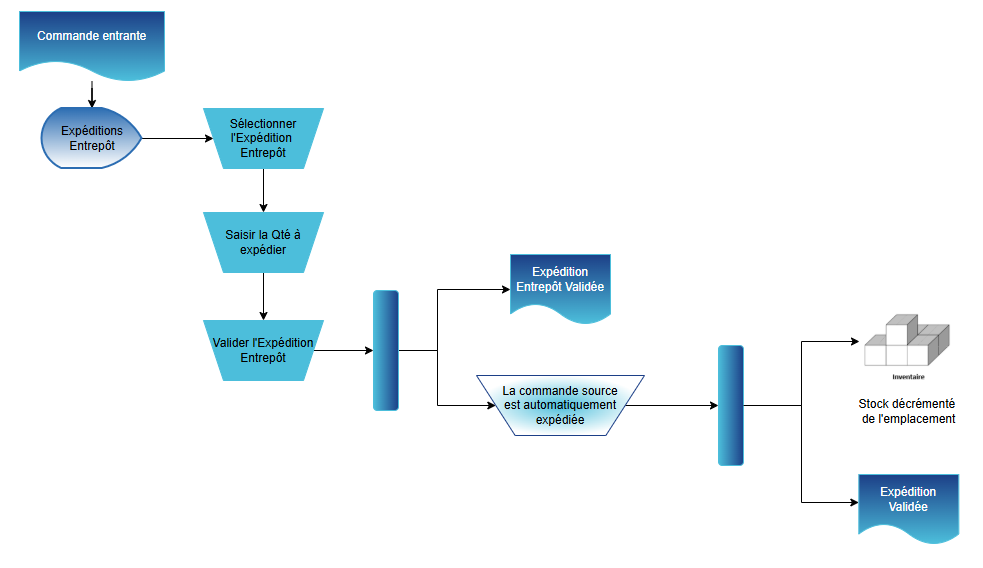 Commande entrante
Expéditions
Entrepôt
Sélectionner
l'Expédition
Entrepôt
Saisir la Qté à
expédier
Valider l'Expédition
Entrepôt
Expédition
Entrepôt Validée
La commande source
est automatiquement
expédiée
Inventaire
Stock décrémenté
de l'emplacement
Expédition
Validée